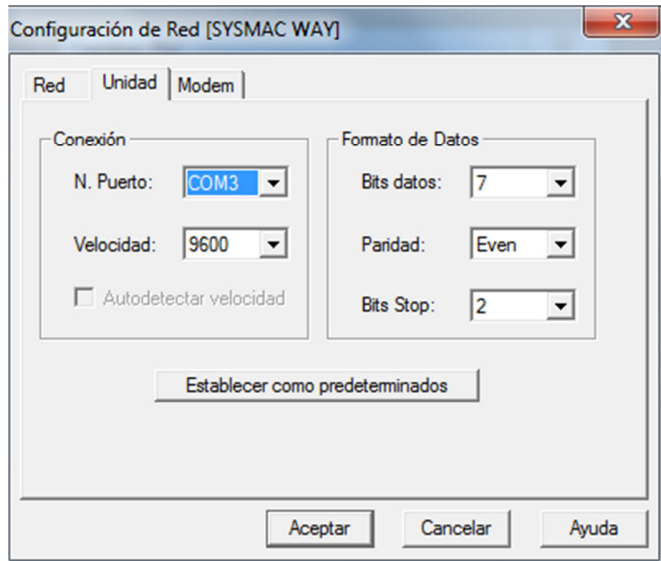 Configuración de Red [SYSMAC WAY]
Red Unidad Modem
Conexión
N. Puerto: COM3
Velocidad: 9600
Autodetectar velocidad
Formato de Datos
Bits datos: 7
Paridad: Even
Bits Stop: 2
Establecer como predeterminados
Aceptar Cancelar Ayuda